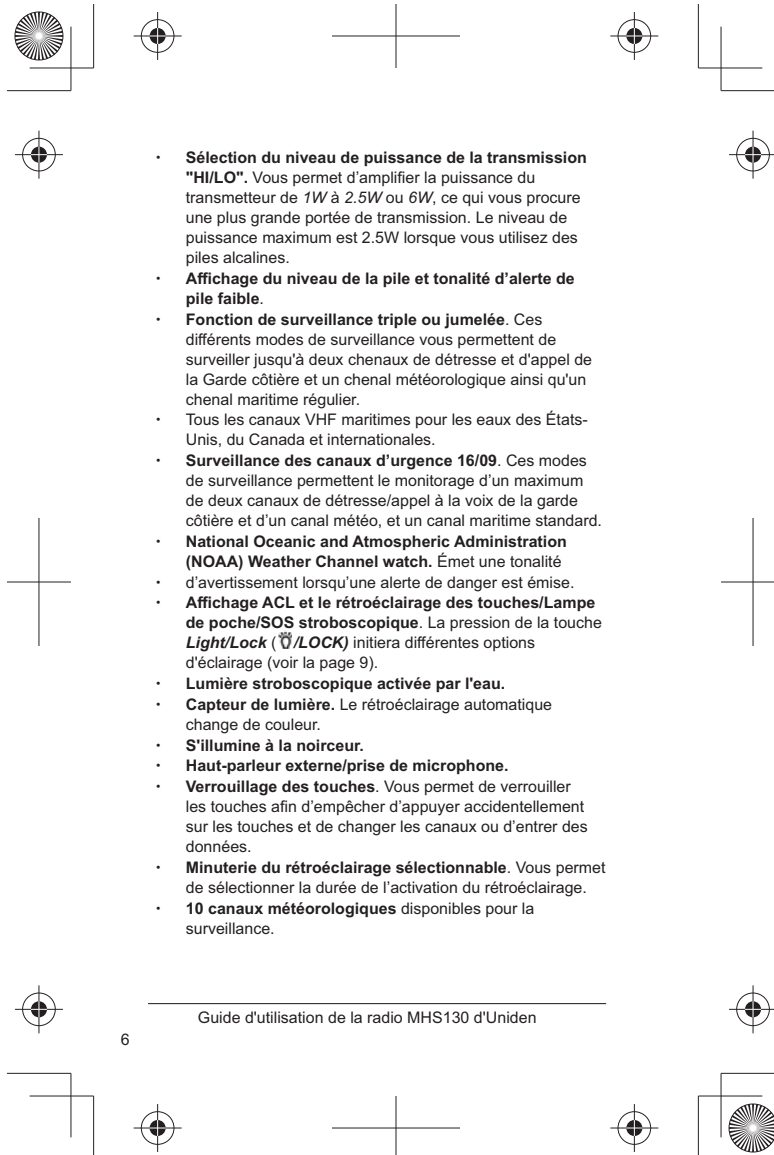 · Sélection du niveau de puissance de la transmission
"HI/LO". Vous permet d’amplifier la puissance du
transmetteur de 1W à 2.5W ou 6W, ce qui vous procure
une plus grande portée de transmission. Le niveau de
puissance maximum est 2.5W lorsque vous utilisez des
piles alcalines.
· Affichage du niveau de la pile et tonalité d’alerte de
pile faible.
· Fonction de surveillance triple ou jumelée. Ces
différents modes de surveillance vous permettent de
surveiller jusqu'à deux chenaux de détresse et d'appel de
la Garde côtière et un chenal météorologique ainsi qu'un
chenal maritime régulier.
· Tous les canaux VHF maritimes pour les eaux des États-
Unis, du Canada et internationales.
· Surveillance des canaux d’urgence 16/09. Ces modes
de surveillance permettent le monitorage d’un maximum
de deux canaux de détresse/appel à la voix de la garde
côtière et d’un canal météo, et un canal maritime standard.
· National Oceanic and Atmospheric Administration
(NOAA) Weather Channel watch. Émet une tonalité
· d’avertissement lorsqu’une alerte de danger est émise.
· Affichage ACL et le rétroéclairage des touches/Lampe
de poche/SOS stroboscopique. La pression de la touche
Light/Lock ( /LOCK) initiera différentes options
d'éclairage (voir la page 9).
· Lumière stroboscopique activée par l'eau.
· Capteur de lumière. Le rétroéclairage automatique
change de couleur.
· S'illumine à la noirceur.
· Haut-parleur externe/prise de microphone.
· Verrouillage des touches. Vous permet de verrouiller
les touches afin d’empêcher d’appuyer accidentellement
sur les touches et de changer les canaux ou d’entrer des
données.
· Minuterie du rétroéclairage sélectionnable. Vous permet
de sélectionner la durée de l’activation du rétroéclairage.
· 10 canaux météorologiques disponibles pour la
surveillance.
Guide d'utilisation de la radio MHS130 d'Uniden
6